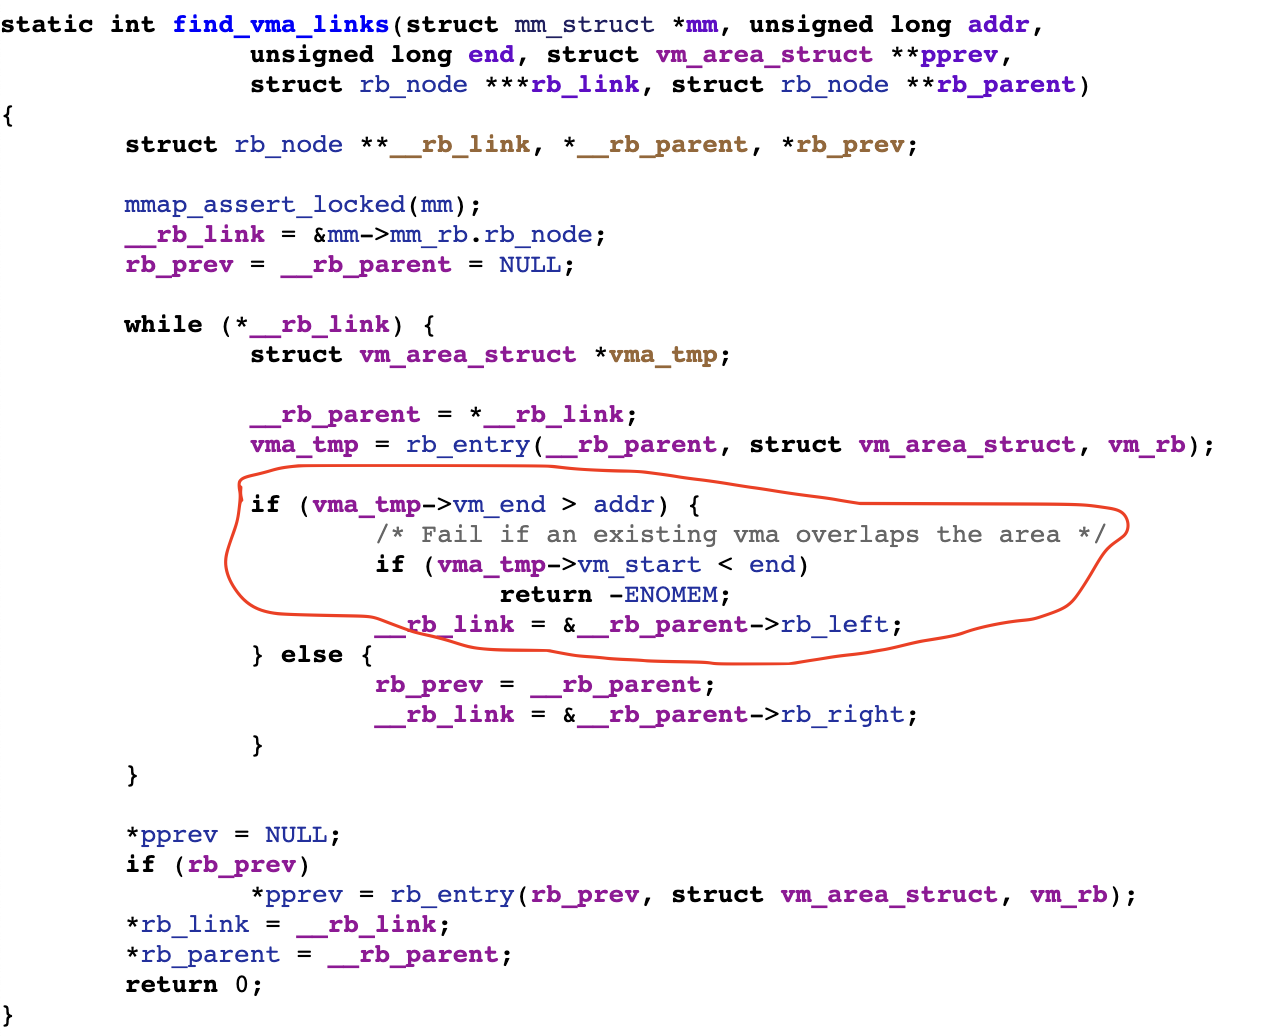 static int find_vma_links(struct mm_struct *mm, unsigned long addr,
                unsigned long end, struct vm_area_struct **pprev,
                struct rb_node ***rb_link, struct rb_node **rb_parent)
{
        struct rb_node **__rb_link, *__rb_parent, *rb_prev;

        mmap_assert_locked(mm);
        __rb_link = &mm->mm_rb.rb_node;
        rb_prev = __rb_parent = NULL;

        while (*__rb_link) {
                struct vm_area_struct *vma_tmp;

                __rb_parent = *__rb_link;
                vma_tmp = rb_entry(__rb_parent, struct vm_area_struct, vm_rb);

                if (vma_tmp->vm_end > addr) {
                        /* Fail if an existing vma overlaps the area */
                        if (vma_tmp->vm_start < end)
                                return -ENOMEM;
                        __rb_link = &__rb_parent->rb_left;
                } else {
                        rb_prev = __rb_parent;
                        __rb_link = &__rb_parent->rb_right;
                }
        }

        *pprev = NULL;
        if (rb_prev)
                *pprev = rb_entry(rb_prev, struct vm_area_struct, vm_rb);
        *rb_link = __rb_link;
        *rb_parent = __rb_parent;
        return 0;
}